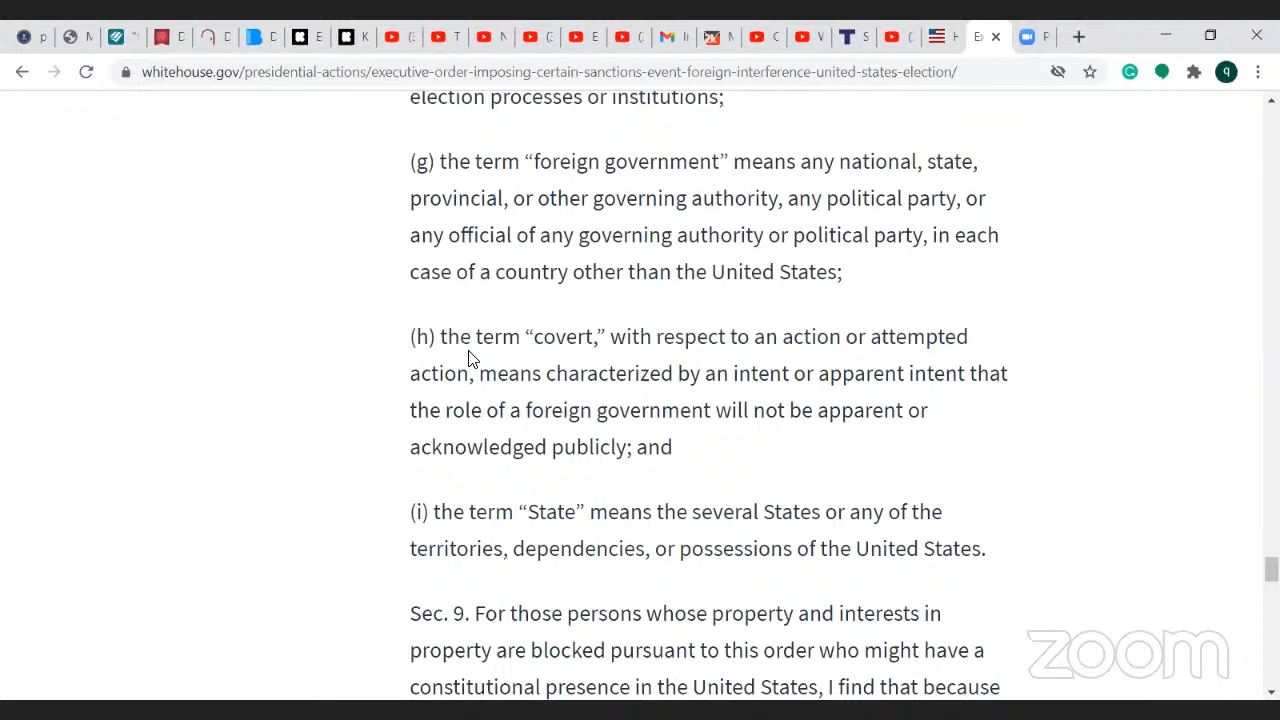 p
M
D
D
D
E
K
T
N
E
M
C
V
S
H
E
P
whitehouse.gov/presidential-actions/executive-order-imposing-certain-sanctions-event-foreign-interference-united-states-election/
q
election processes or institutions;
(g) the term “foreign government” means any national, state,
provincial, or other governing authority, any political party, or
any official of any governing authority or political party, in each
case of a country other than the United States;
(h) the term “covert,” with respect to an action or attempted
action, means characterized by an intent or apparent intent that
the role of a foreign government will not be apparent or
acknowledged publicly; and
(i) the term “State” means the several States or any of the
territories, dependencies, or possessions of the United States.
Sec. 9. For those persons whose property and interests in
property are blocked pursuant to this order who might have a
constitutional presence in the United States, I find that because
zoom